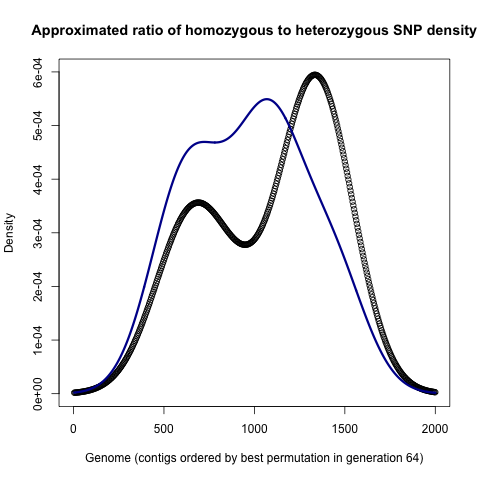 Approximated ratio of homozygous to heterozygous SNP density
6e-04
5e-04
4e-04
3e-04
2e-04
1e-04
0e+00
Density
0 500 1000 1500 2000
Genome (contigs ordered by best permutation in generation 64)